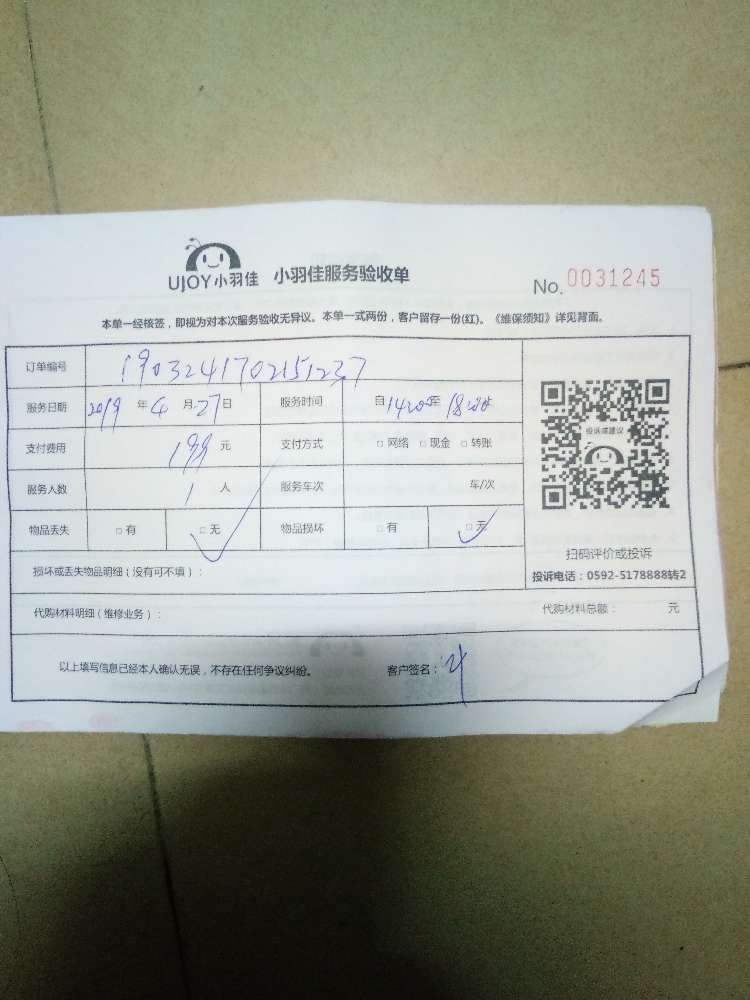 UJOY小羽佳 小羽佳服务验收单
No. 0031245
本单一经核签，即视为对本次服务验收无异议。本单一式两份，客户留存一份(红)。《维保须知》详见背面。
订单编号 1903241702151237
服务日期 2019 年 4 月 27 日 服务时间 自 14:00 至 18:00
支付费用 199 元 支付方式 □ 网络 □ 现金 □ 转账
服务人数 1 人 服务车次 车/次
物品丢失 □ 有 □ 无 物品损坏 □ 有 □ 无
投诉或建议
扫码评价或投诉
投诉电话：0592-5178888转2
损坏或丢失物品明细（没有可不填）：
代购材料明细（维修业务）： 代购材料总额： 元
以上填写信息已经本人确认无误，不存在任何争议纠纷。 客户签名：